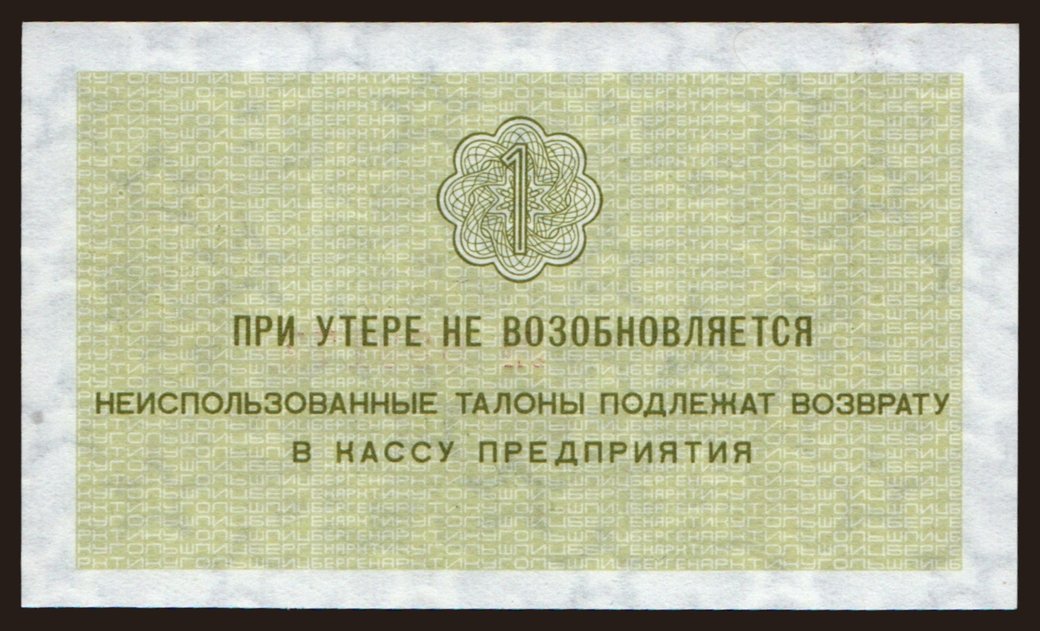 1
ПРИ УТЕРЕ НЕ ВОЗОБНОВЛЯЕТСЯ
НЕИСПОЛЬЗОВАННЫЕ ТАЛОНЫ ПОДЛЕЖАТ ВОЗВРАТУ
В КАССУ ПРЕДПРИЯТИЯ